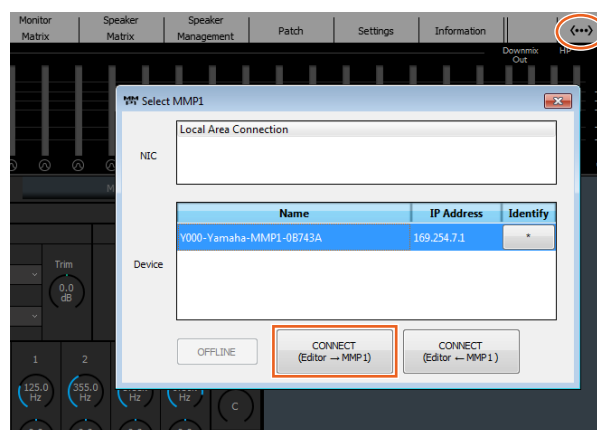 Monitor Matrix
Speaker Matrix
Speaker Management
Patch
Settings
Information
Downmix Out
HP
Select MMP1
NIC
Local Area Connection
Name
IP Address
Identify
Device
Y000-Yamaha-MMP1-0B743A
169.254.7.1
*
OFFLINE
CONNECT
(Editor → MMP1)
CONNECT
(Editor ← MMP1)
Trim
0.0
dB
1
2
125.0
Hz
355.0
Hz
Hz
Hz
C